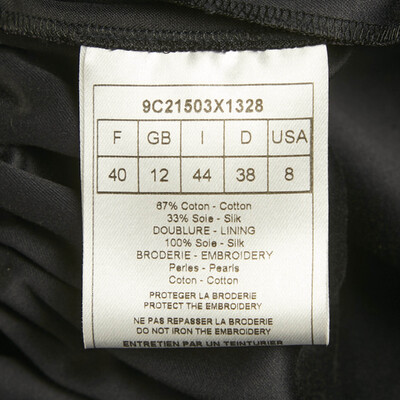 9C21503X1328
F GB I D USA
40 12 44 38 8
67% Coton - Cotton
33% Soie - Silk
DOUBLURE - LINING
100% Soie - Silk
BRODERIE - EMBROIDERY
Perles - Pearls
Coton - Cotton
PROTEGER LA BRODERIE
PROTECT THE EMBROIDERY
NE PAS REPASSER LA BRODERIE
DO NOT IRON THE EMBROIDERY
ENTRETIEN PAR UN TEINTURIER